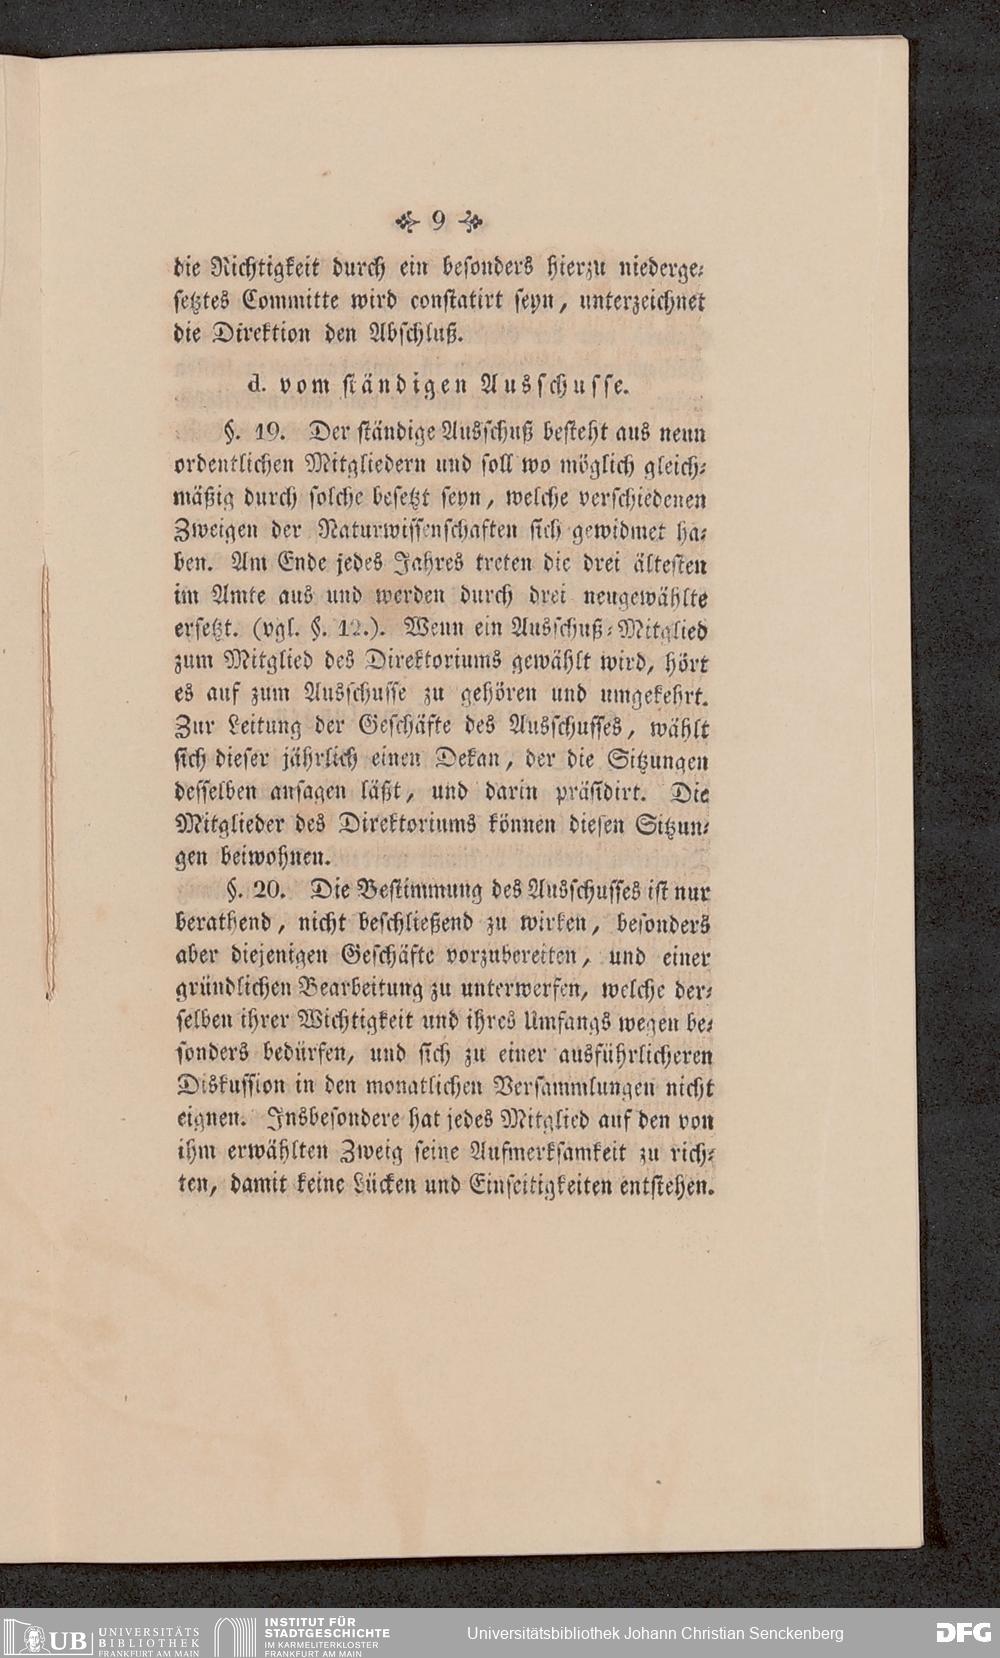 9
die Richtigkeit durch ein besonders hierzu niederge⸗
setztes Committe wird constatirt seyn, unterzeichnet
die Direktion den Abschluß.
d. vom ständigen Ausschusse.
§. 19. Der ständige Ausschuß besteht aus neun
ordentlichen Mitgliedern und soll wo möglich gleich⸗
mäßig durch solche besetzt seyn, welche verschiedenen
Zweigen der Naturwissenschaften sich gewidmet ha⸗
ben. Am Ende jedes Jahres treten die drei ältesten
im Amte aus und werden durch drei neugewählte
ersetzt. (vgl. §. 12.). Wenn ein Ausschuß⸗Mitglied
zum Mitglied des Direktoriums gewählt wird, hört
es auf zum Ausschusse zu gehören und umgekehrt.
Zur Leitung der Geschäfte des Ausschusses, wählt
sich dieser jährlich einen Dekan, der die Sitzungen
desselben ansagen läßt, und darin präsidirt. Die
Mitglieder des Direktoriums können diesen Sitzun⸗
gen beiwohnen.
§. 20. Die Bestimmung des Ausschusses ist nur
berathend, nicht beschließend zu wirken, besonders
aber diejenigen Geschäfte vorzubereiten, und einer
gründlichen Bearbeitung zu unterwerfen, welche der⸗
selben ihrer Wichtigkeit und ihres Umfangs wegen be⸗
sonders bedürfen, und sich zu einer ausführlicheren
Diskussion in den monatlichen Versammlungen nicht
eignen. Insbesondere hat jedes Mitglied auf den von
ihm erwählten Zweig seine Aufmerksamkeit zu rich⸗
ten, damit keine Lücken und Einseitigkeiten entstehen.
UB UNIVERSITÄTS
BIBLIOTHEK
FRANKFURT AM MAIN
INSTITUT FÜR
STADTGESCHICHTE
IM KARMELITERKLOSTER
FRANKFURT AM MAIN
Universitätsbibliothek Johann Christian Senckenberg
DFG